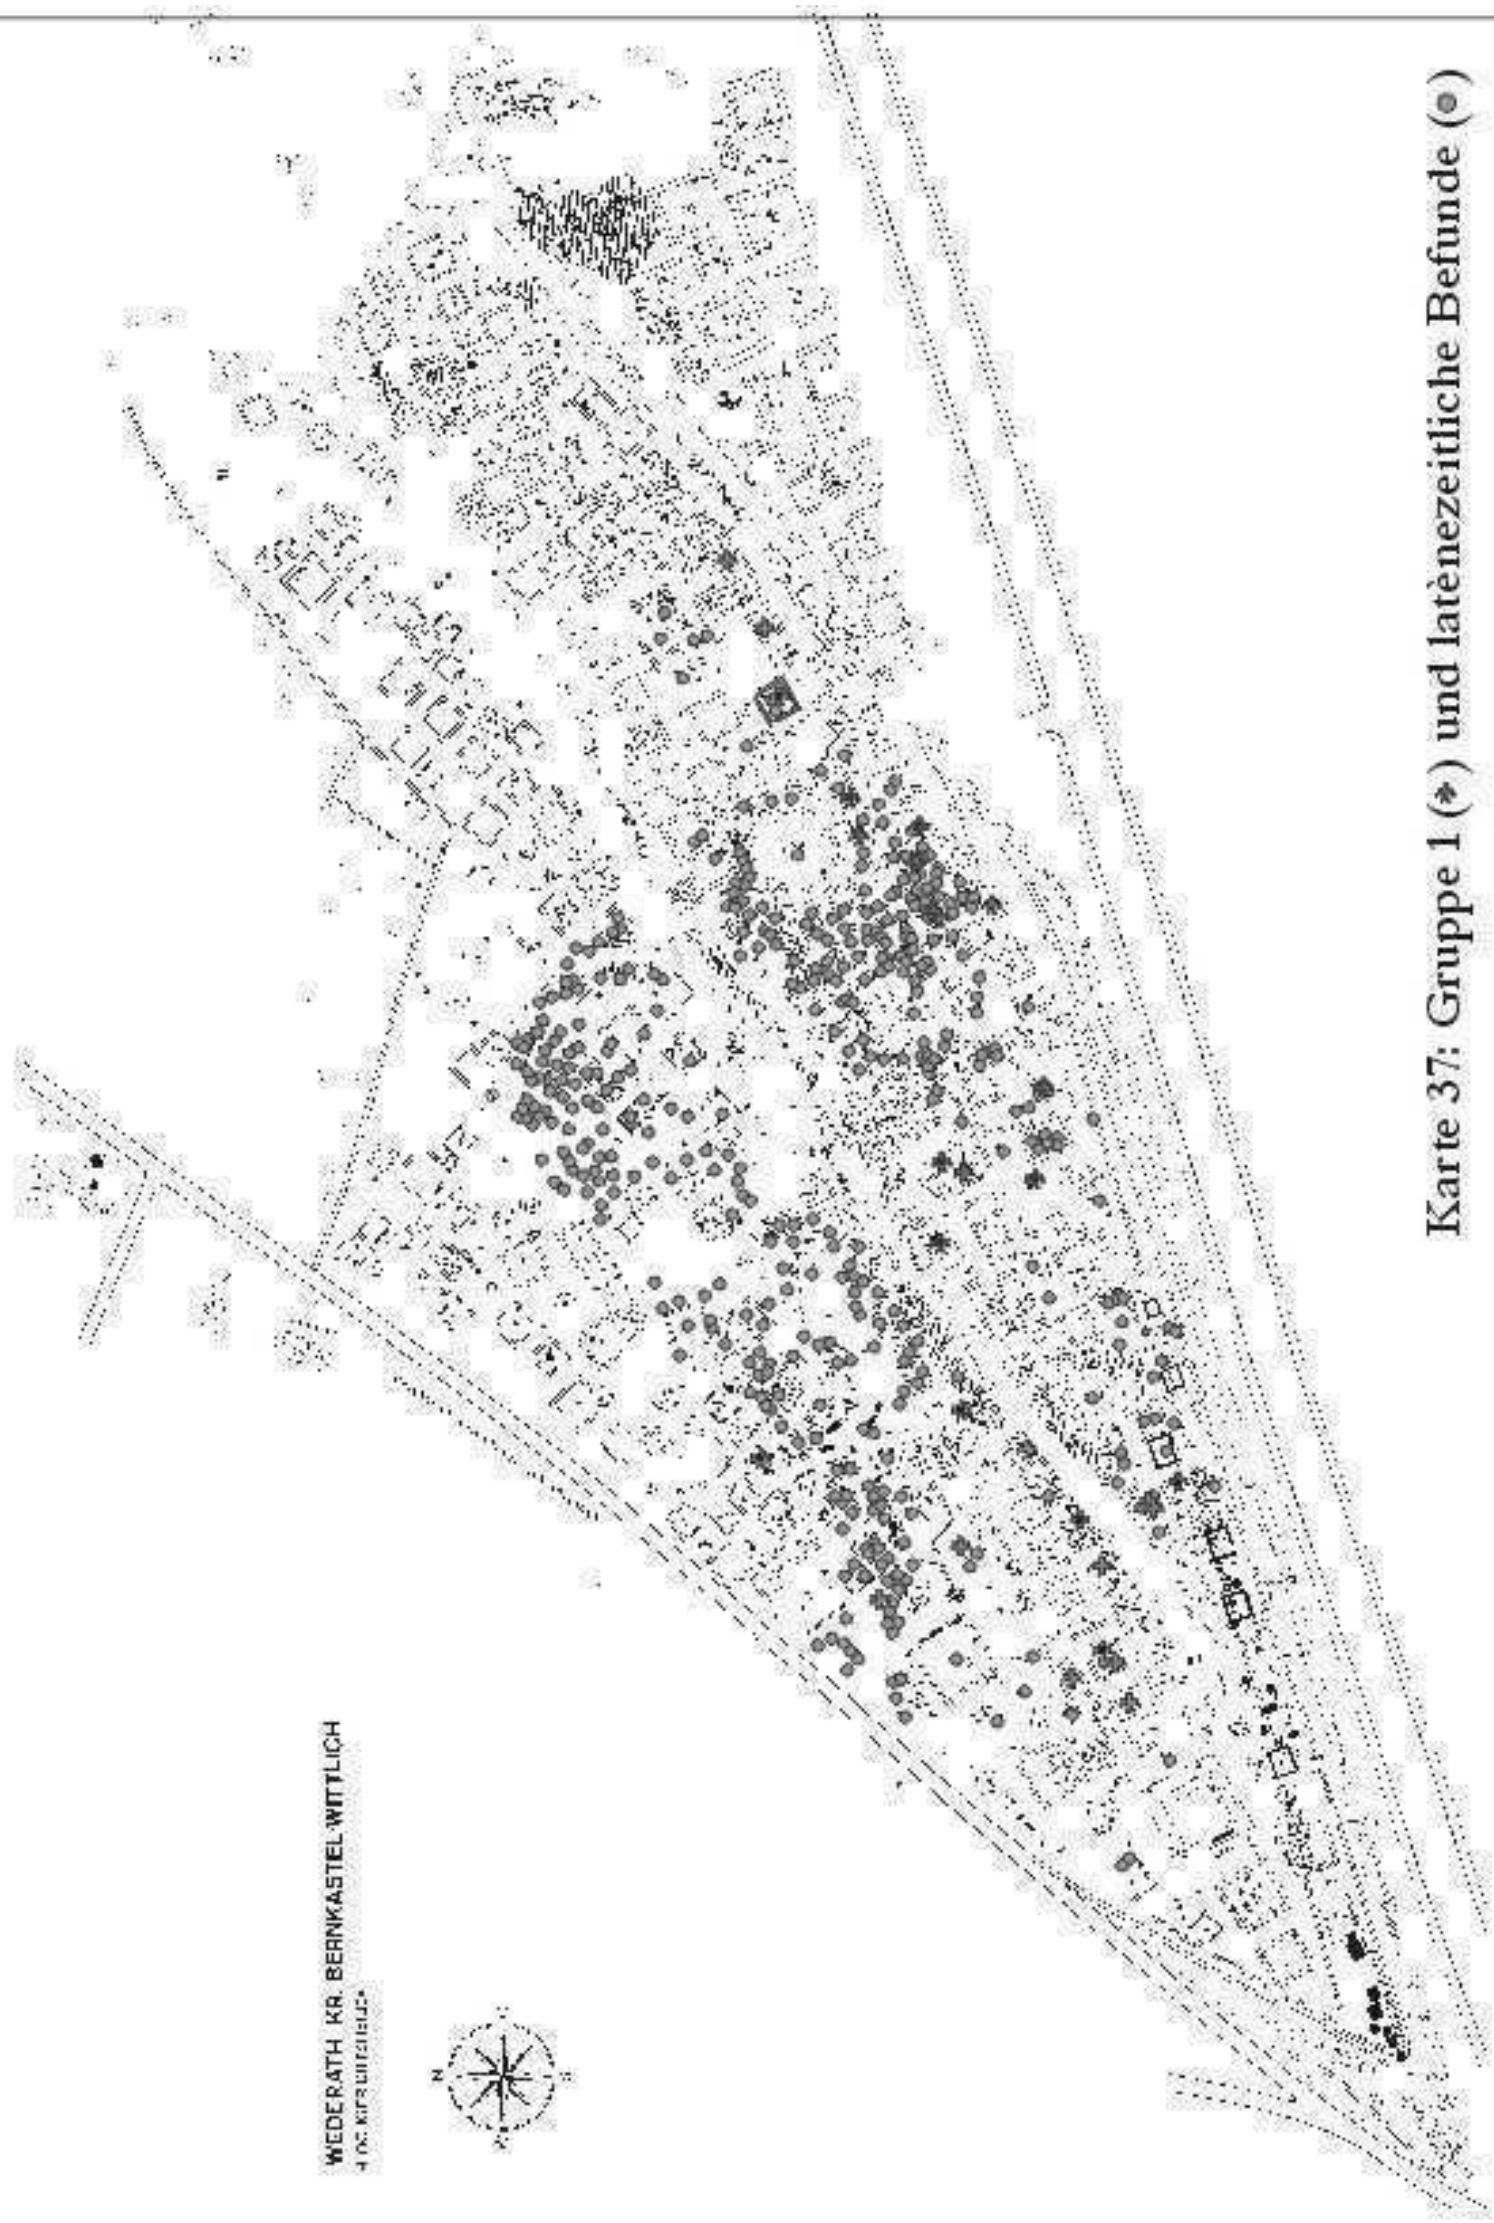 WEDERATH KR. BERNKASTEL-WITTLICH
N
Karte 37: Gruppe 1 (✦) und latènezeitliche Befunde (●)